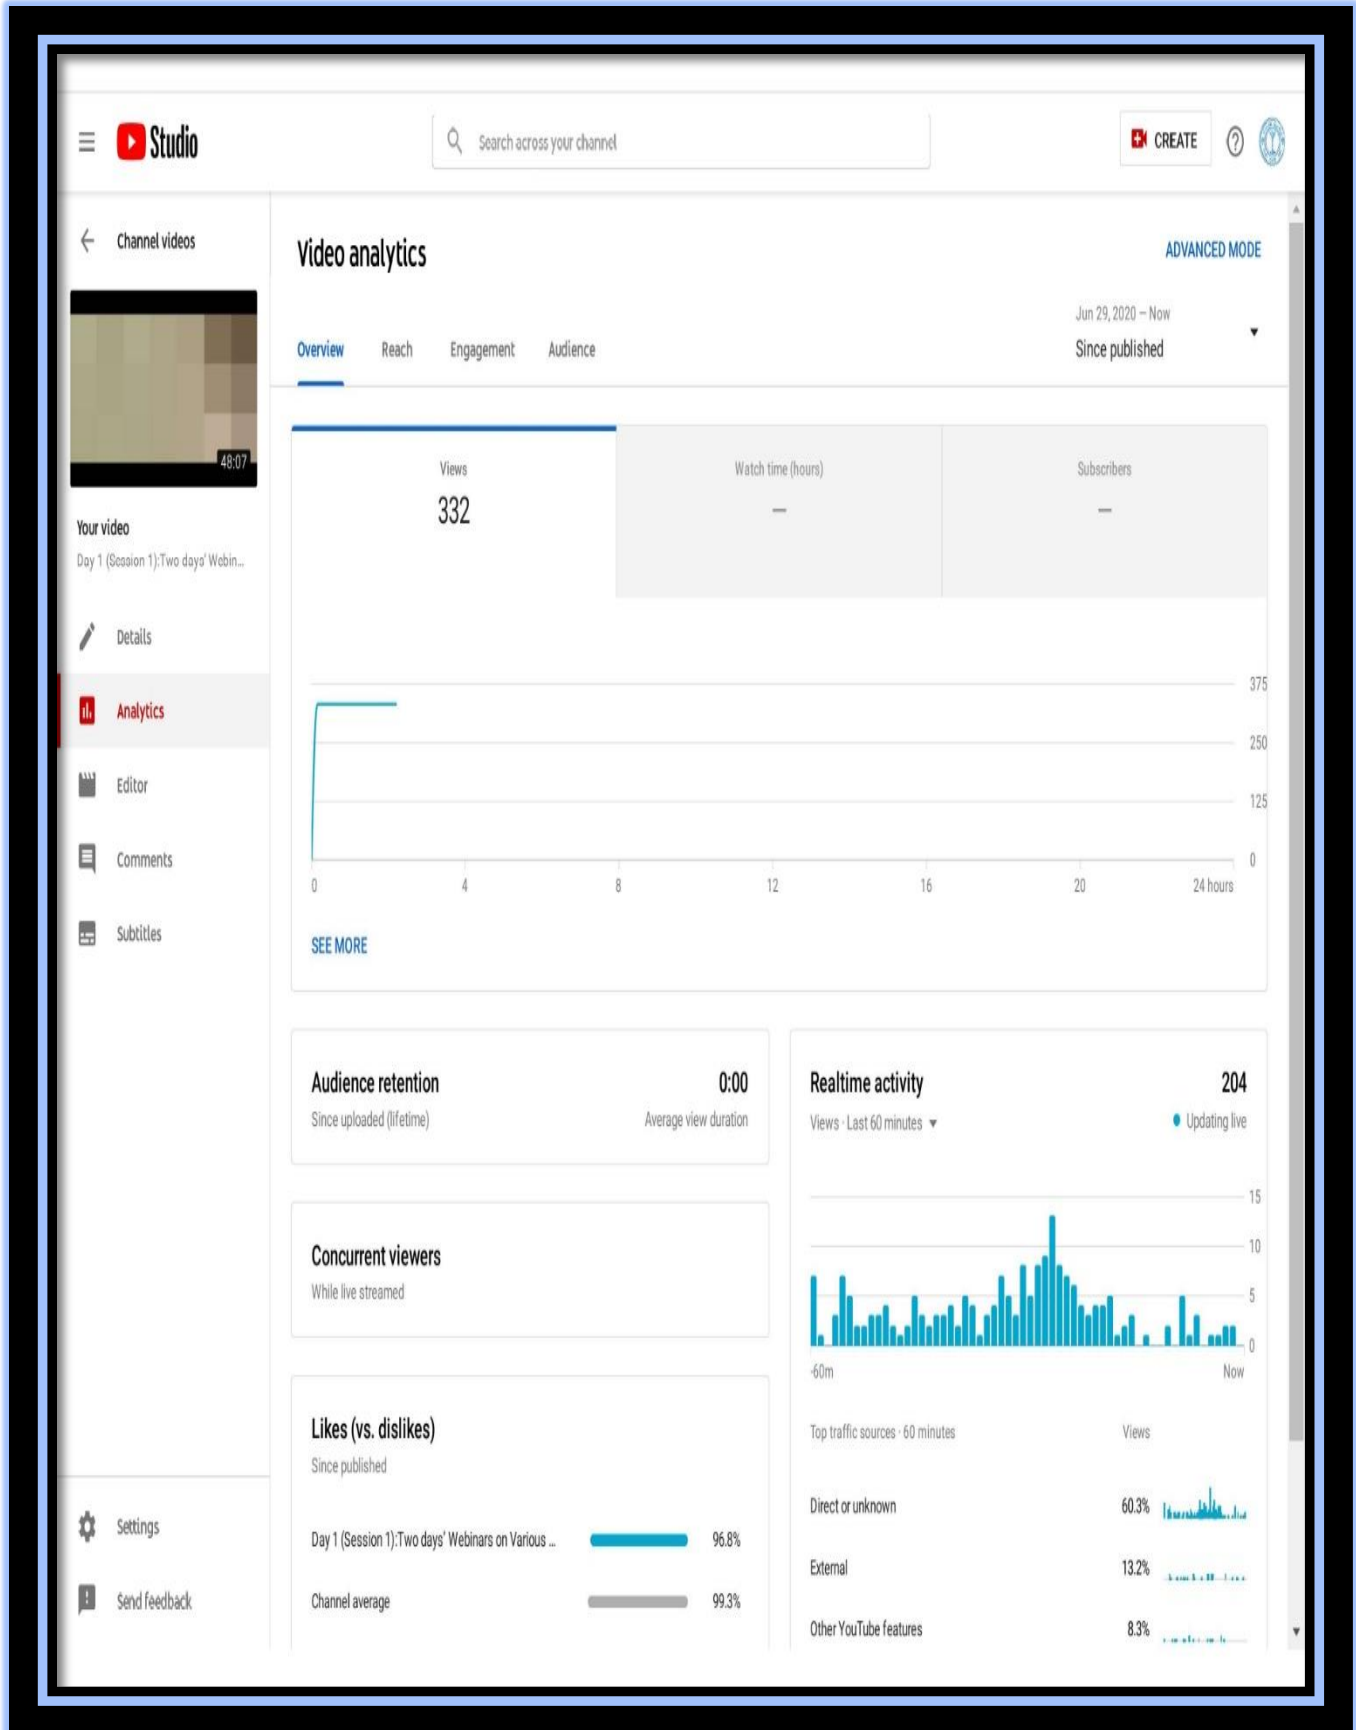 Studio
Search across your channel
CREATE
Channel videos
48:07
Your video
Day 1 (Session 1):Two days' Webin...
Details
Analytics
Editor
Comments
Subtitles
Settings
Send feedback
Video analytics
ADVANCED MODE
Overview Reach Engagement Audience
Jun 29, 2020 – Now
Since published
Views
332
Watch time (hours)
—
Subscribers
—
375
250
125
0
0 4 8 12 16 20 24 hours
SEE MORE
Audience retention 0:00
Since uploaded (lifetime) Average view duration
Concurrent viewers
While live streamed
Likes (vs. dislikes)
Since published
Day 1 (Session 1):Two days' Webinars on Various ... 96.8%
Channel average 99.3%
Realtime activity 204
Views · Last 60 minutes Updating live
15
10
5
0
-60m Now
Top traffic sources · 60 minutes Views
Direct or unknown 60.3%
External 13.2%
Other YouTube features 8.3%